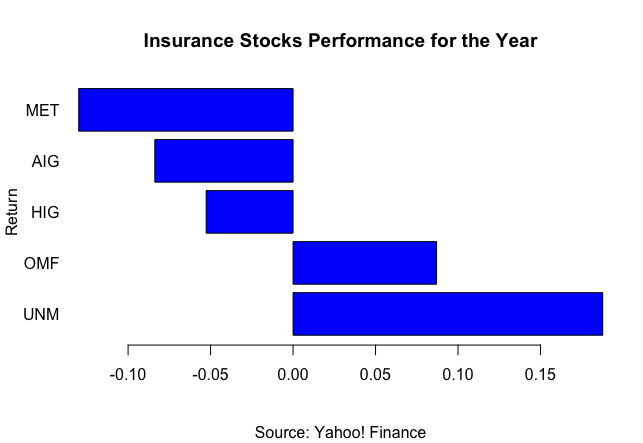 Insurance Stocks Performance for the Year
MET
AIG
HIG
OMF
UNM
Return
-0.10 -0.05 0.00 0.05 0.10 0.15
Source: Yahoo! Finance